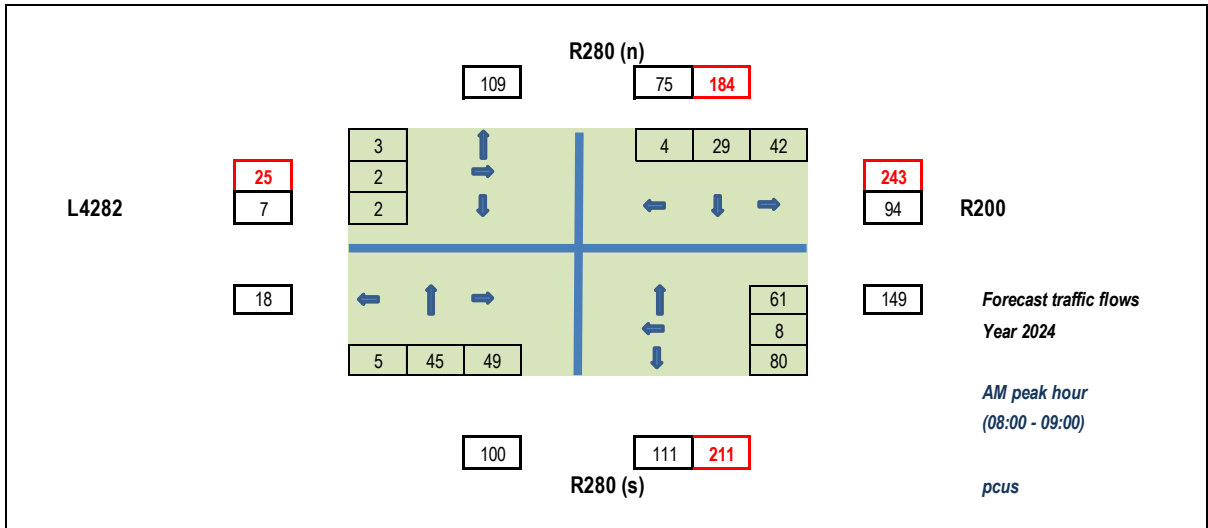 R280 (n)
109 75 184
3 4 29 42
25 2 243
L4282 7 2 94 R200
18 61 149 Forecast traffic flows
8 Year 2024
5 45 49 80
AM peak hour
(08:00 - 09:00)
100 111 211
R280 (s) pcus